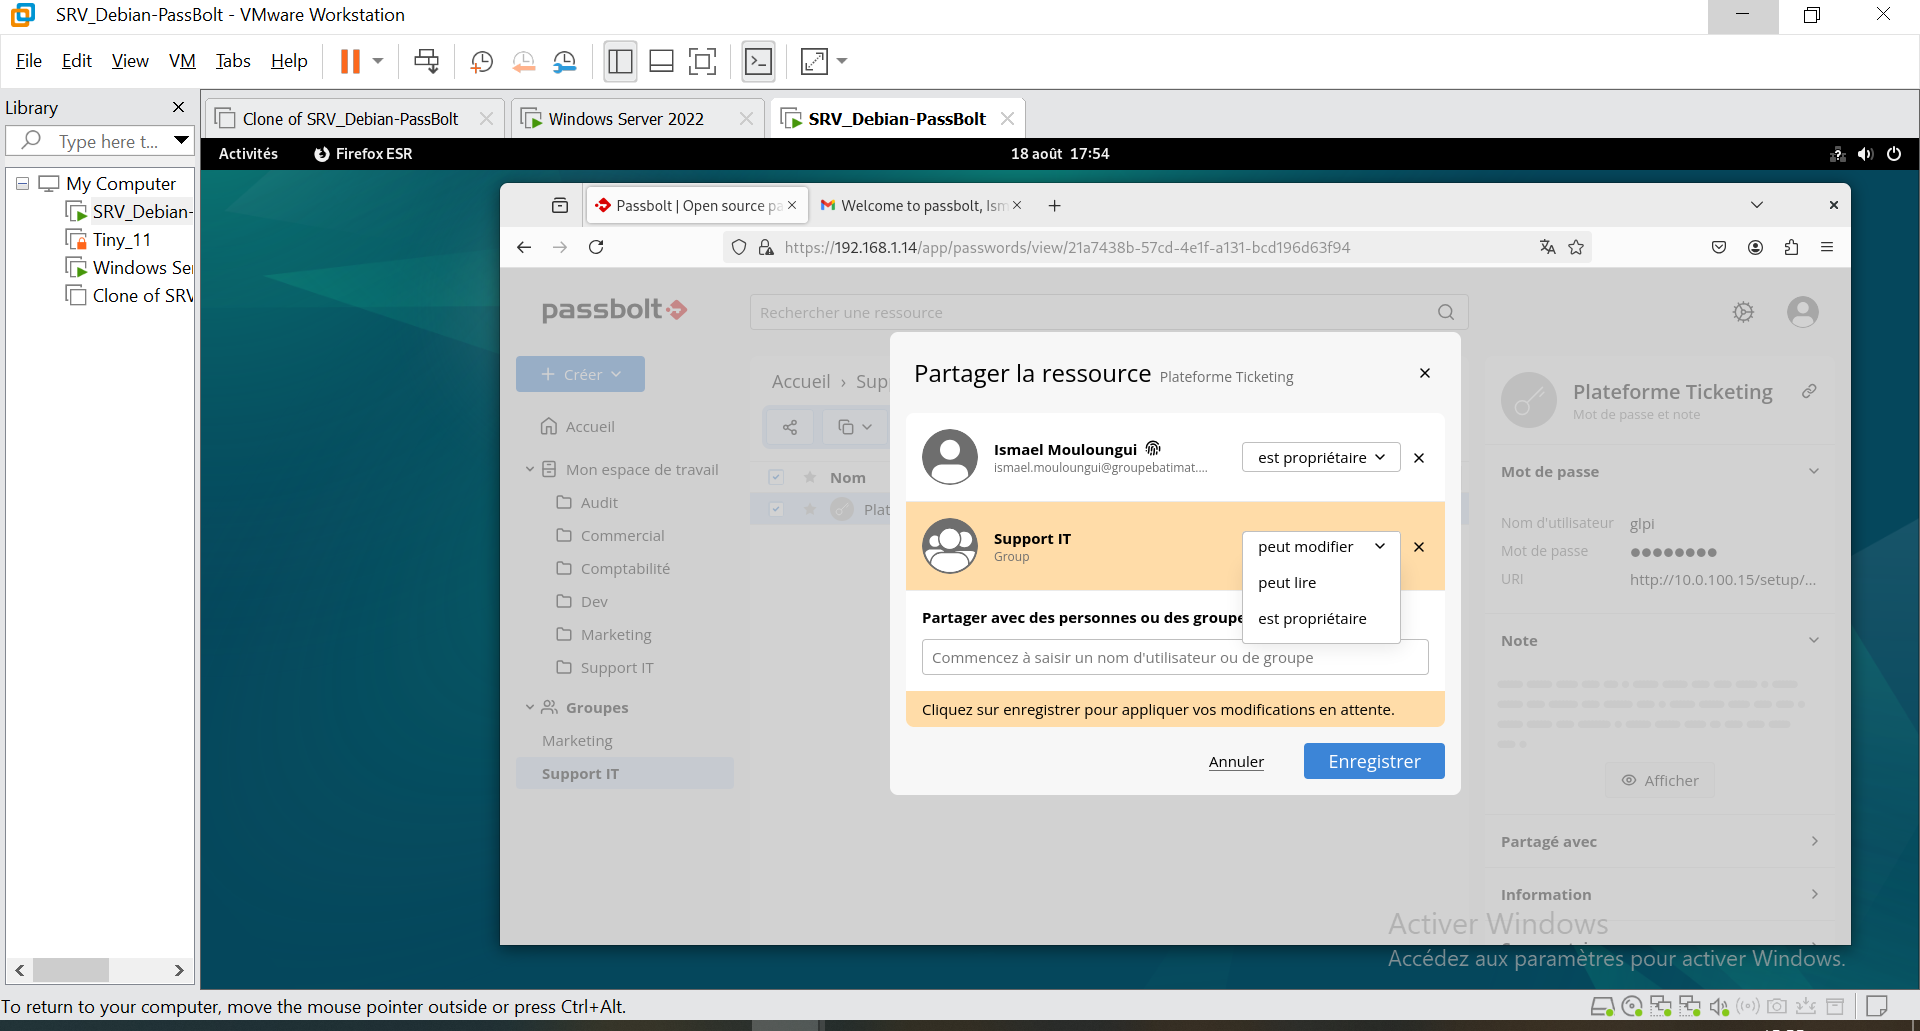 SRV_Debian-PassBolt - VMware Workstation
File Edit View VM Tabs Help
Library
Type here t...
My Computer
SRV_Debian-
Tiny_11
Windows Ser
Clone of SRV
Clone of SRV_Debian-PassBolt
Windows Server 2022
SRV_Debian-PassBolt
Activités Firefox ESR 18 août 17:54
Passbolt | Open source pa
Welcome to passbolt, Ism
https://192.168.1.14/app/passwords/view/21a7438b-57cd-4e1f-a131-bcd196d63f94
passbolt
Rechercher une ressource
Créer
Accueil
Mon espace de travail
Audit
Commercial
Comptabilité
Dev
Marketing
Support IT
Groupes
Marketing
Support IT
Accueil › Sup
Nom
Plat
Partager la ressource Plateforme Ticketing
Ismael Mouloungui
ismael.mouloungui@groupebatimat....
est propriétaire
Support IT
Group
peut modifier
peut lire
est propriétaire
Partager avec des personnes ou des groupe
Commencez à saisir un nom d'utilisateur ou de groupe
Cliquez sur enregistrer pour appliquer vos modifications en attente.
Annuler
Enregistrer
Plateforme Ticketing
Mot de passe et note
Mot de passe
Nom d'utilisateur glpi
Mot de passe ●●●●●●●●
URI http://10.0.100.15/setup/...
Note
Afficher
Partagé avec
Information
Activer Windows
Accédez aux paramètres pour activer Windows.
To return to your computer, move the mouse pointer outside or press Ctrl+Alt.